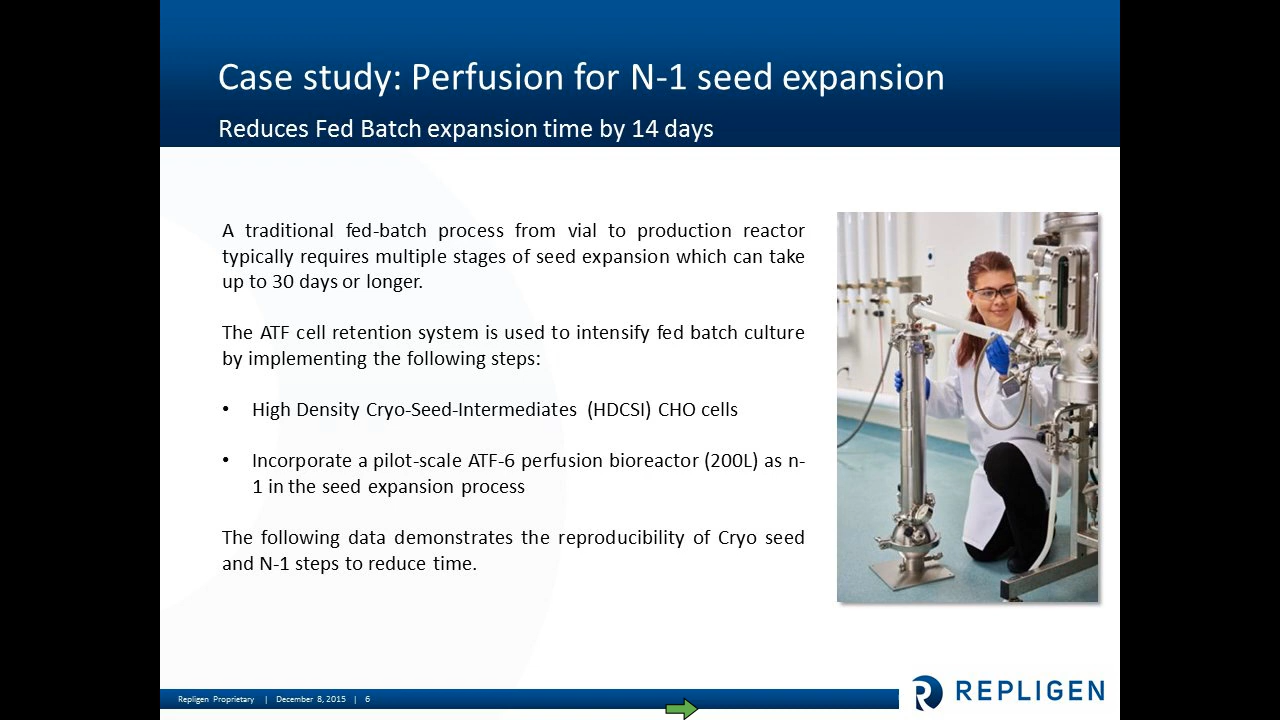 Case study: Perfusion for N-1 seed expansion
Reduces Fed Batch expansion time by 14 days
A traditional fed-batch process from vial to production reactor
typically requires multiple stages of seed expansion which can take
up to 30 days or longer.
The ATF cell retention system is used to intensify fed batch culture
by implementing the following steps:
• High Density Cryo-Seed-Intermediates (HDCSI) CHO cells
• Incorporate a pilot-scale ATF-6 perfusion bioreactor (200L) as n-
1 in the seed expansion process
The following data demonstrates the reproducibility of Cryo seed
and N-1 steps to reduce time.
Repligen Proprietary | December 8, 2015 | 6
REPLIGEN